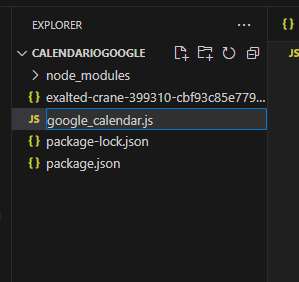 EXPLORER
CALENDARIOGOOGLE
node_modules
{} exalted-crane-399310-cbf93c85e779...
JS google_calendar.js
{} package-lock.json
{} package.json
JS